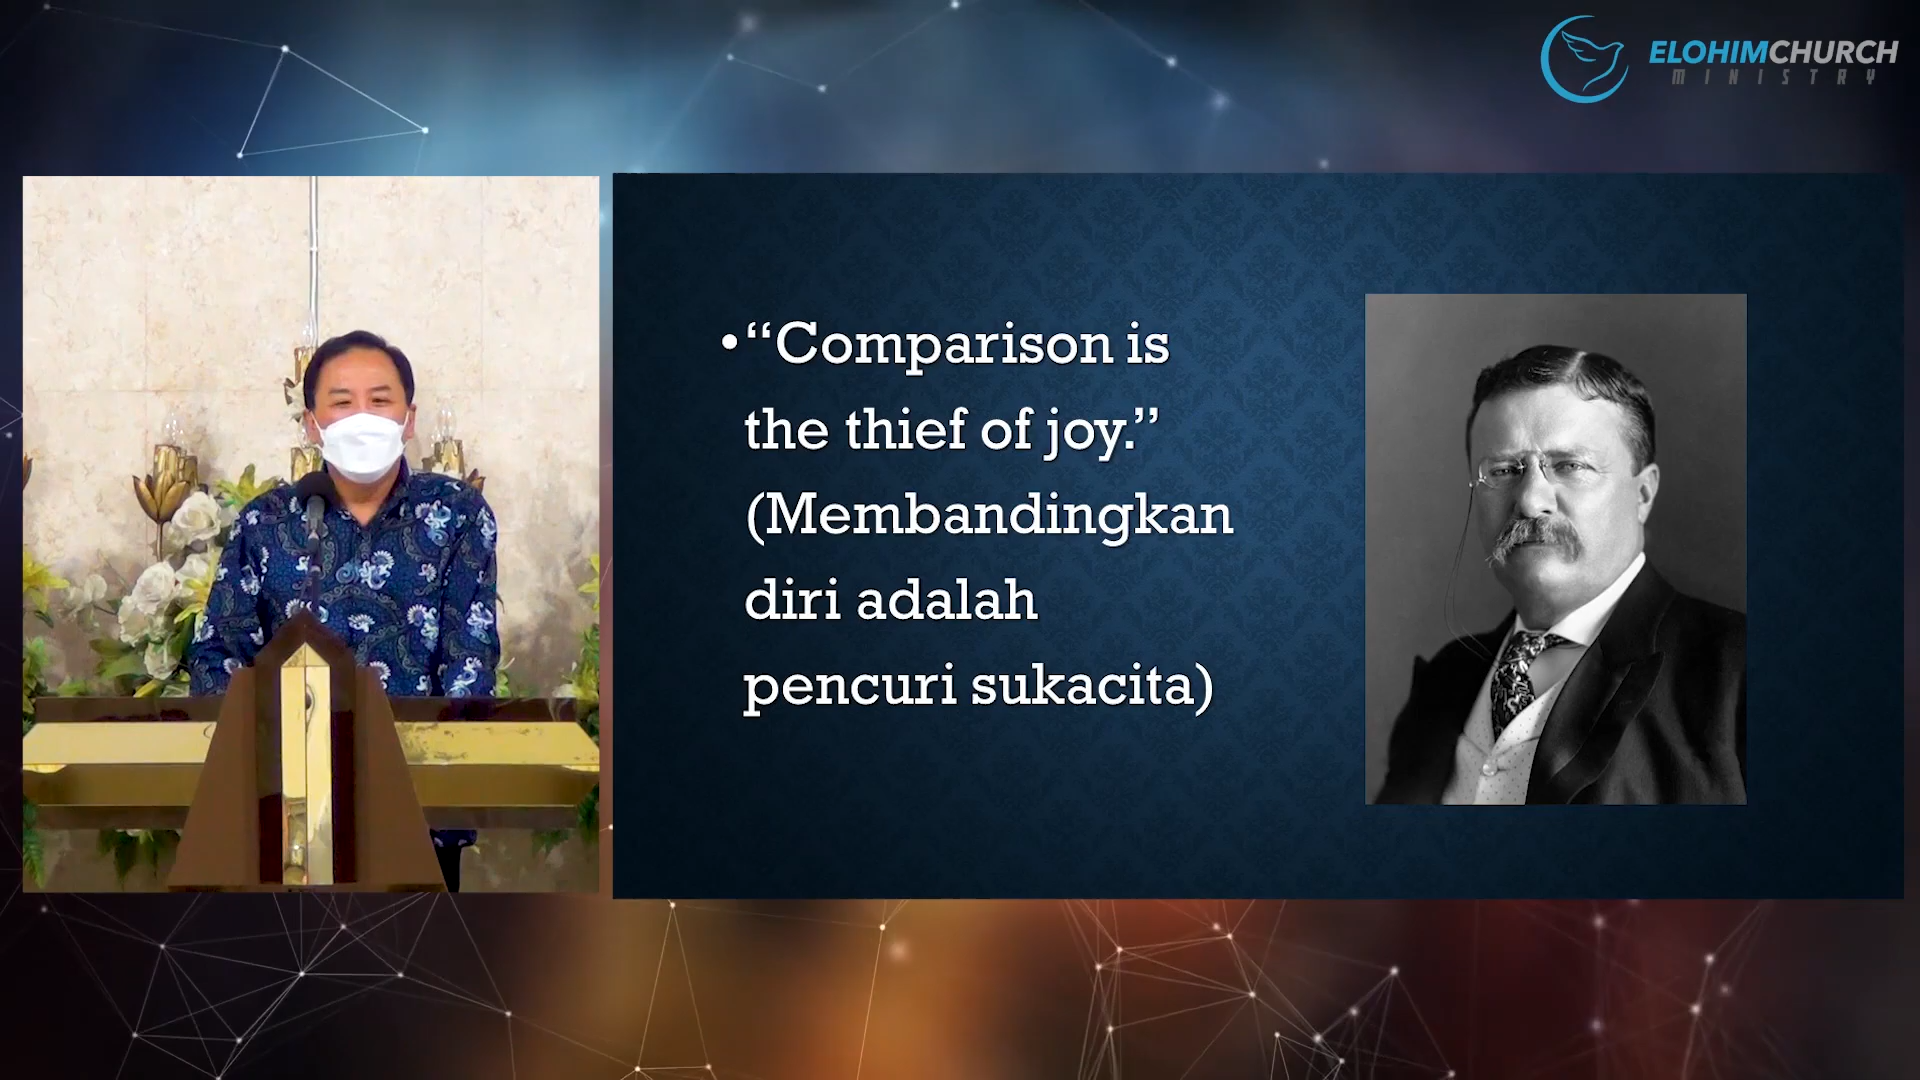 ELOHIMCHURCH
MINISTRY
•“Comparison is
the thief of joy.”
(Membandingkan
diri adalah
pencuri sukacita)